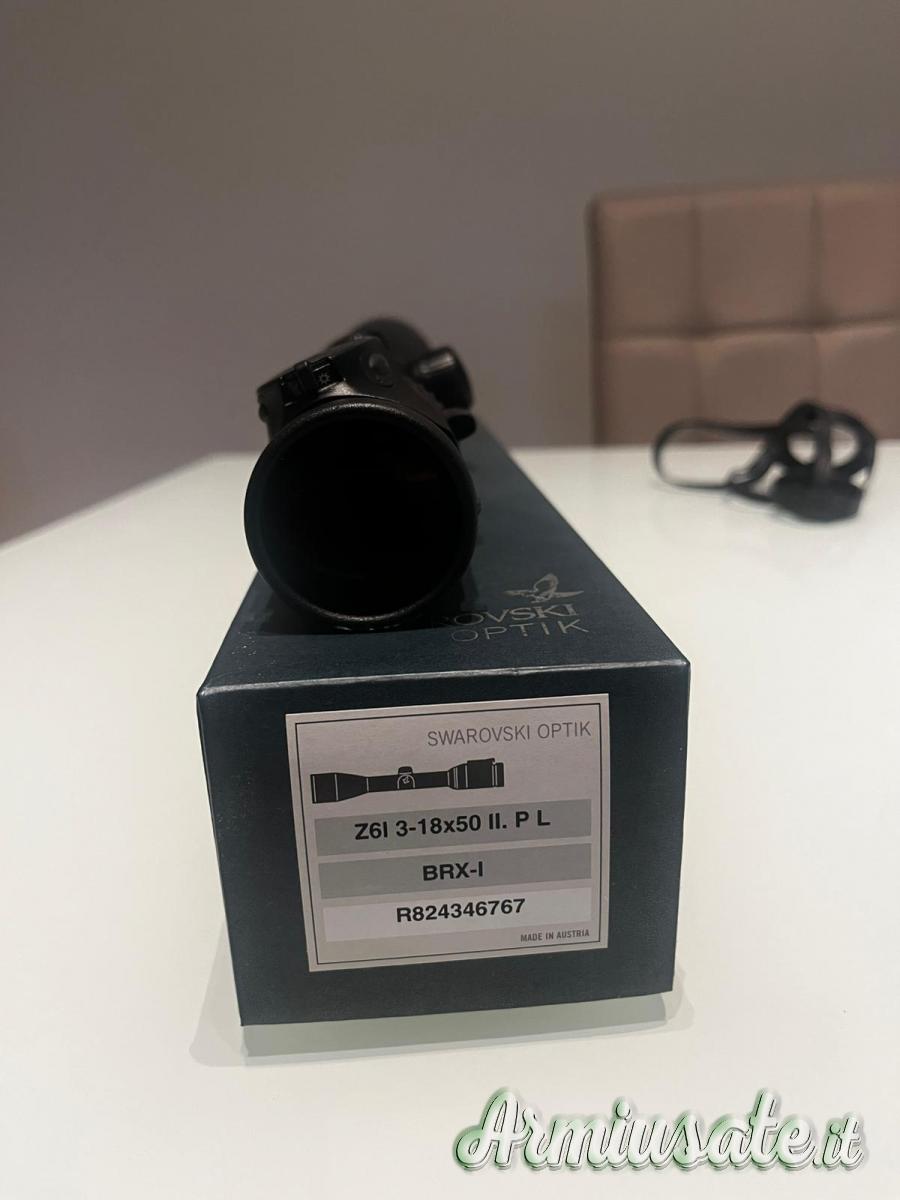 OVSKI
OPTIK
SWAROVSKI OPTIK
Z6I 3-18x50 II. P L
BRX-I
R824346767
MADE IN AUSTRIA
Armiusate.it